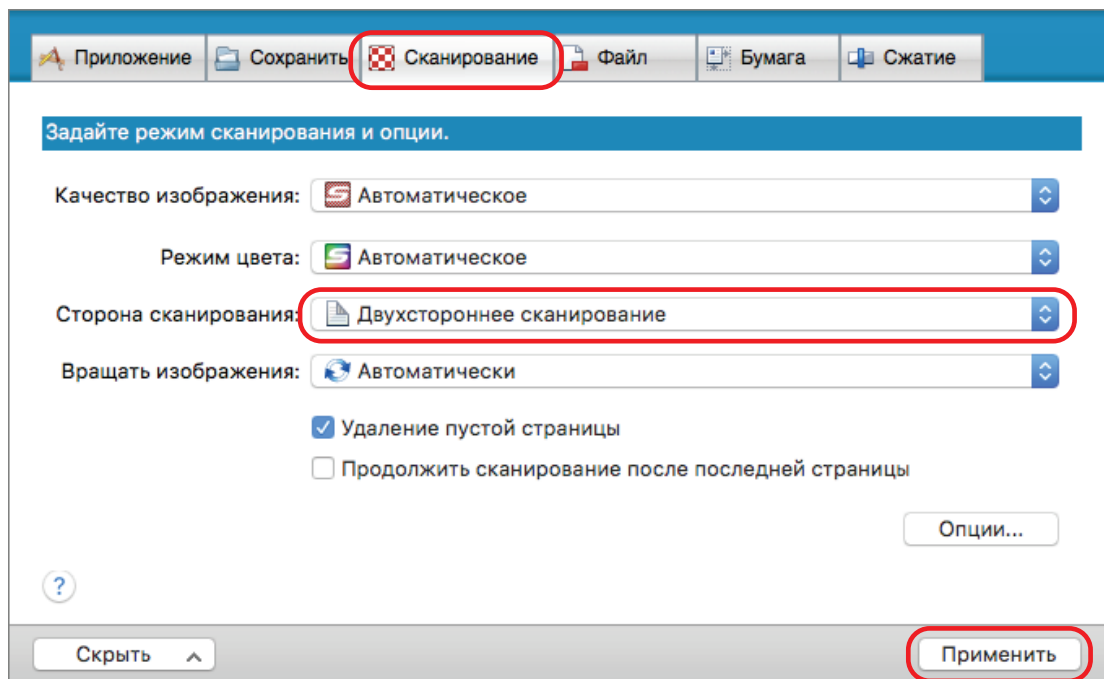 Приложение Сохранить Сканирование Файл Бумага Сжатие
Задайте режим сканирования и опции.
Качество изображения: Автоматическое
Режим цвета: Автоматическое
Сторона сканирования: Двухстороннее сканирование
Вращать изображения: Автоматически
Удаление пустой страницы
Продолжить сканирование после последней страницы
Опции...
?
Скрыть Применить